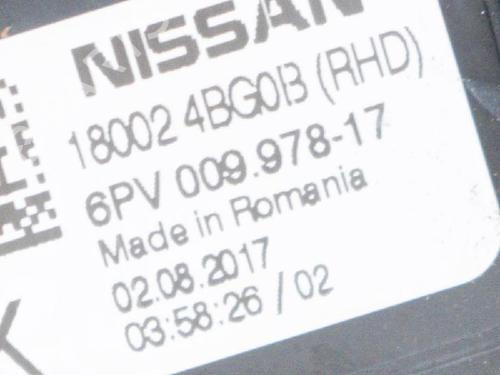 NISSAN
18002 4BG0B (RHD)
6PV 009.978-17
Made in Romania
02.08.2017
03:58:26 / 02